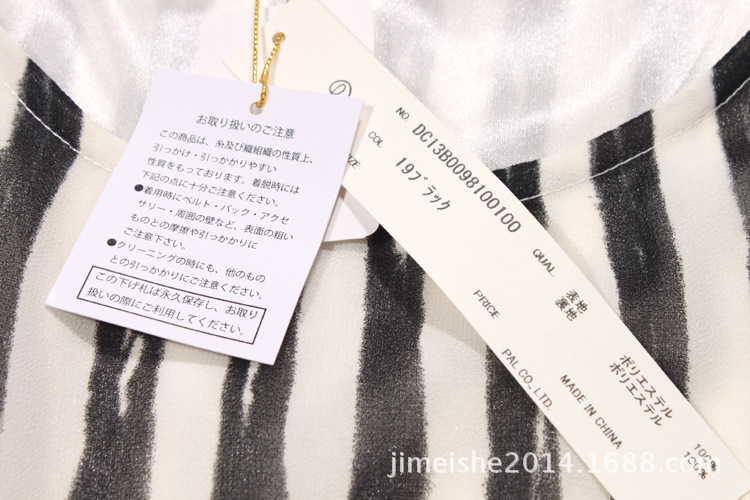 お取り扱いのご注意
この商品は、糸及び織組織の性質上、
引っかけ・引っかかりやすい
性質をもっております。着脱時には
下記の点に十分ご注意ください。
●着用時にベルト・バック・アクセ
サリー・周囲の壁など、表面の粗い
ものとの摩擦や引っかかりに
ご注意下さい。
●クリーニングの時にも、他のもの
との引っかかりにご注意ください。
この下げ札は永久保存し、お取り
扱いの際にご利用してください。
NO DC13B0098100100
COL 19ブラック
QUAL 表地 ポリエステル
裏地 ポリエステル
PRICE
PAL CO.,LTD. MADE IN CHINA
jimeishe2014.1688.com